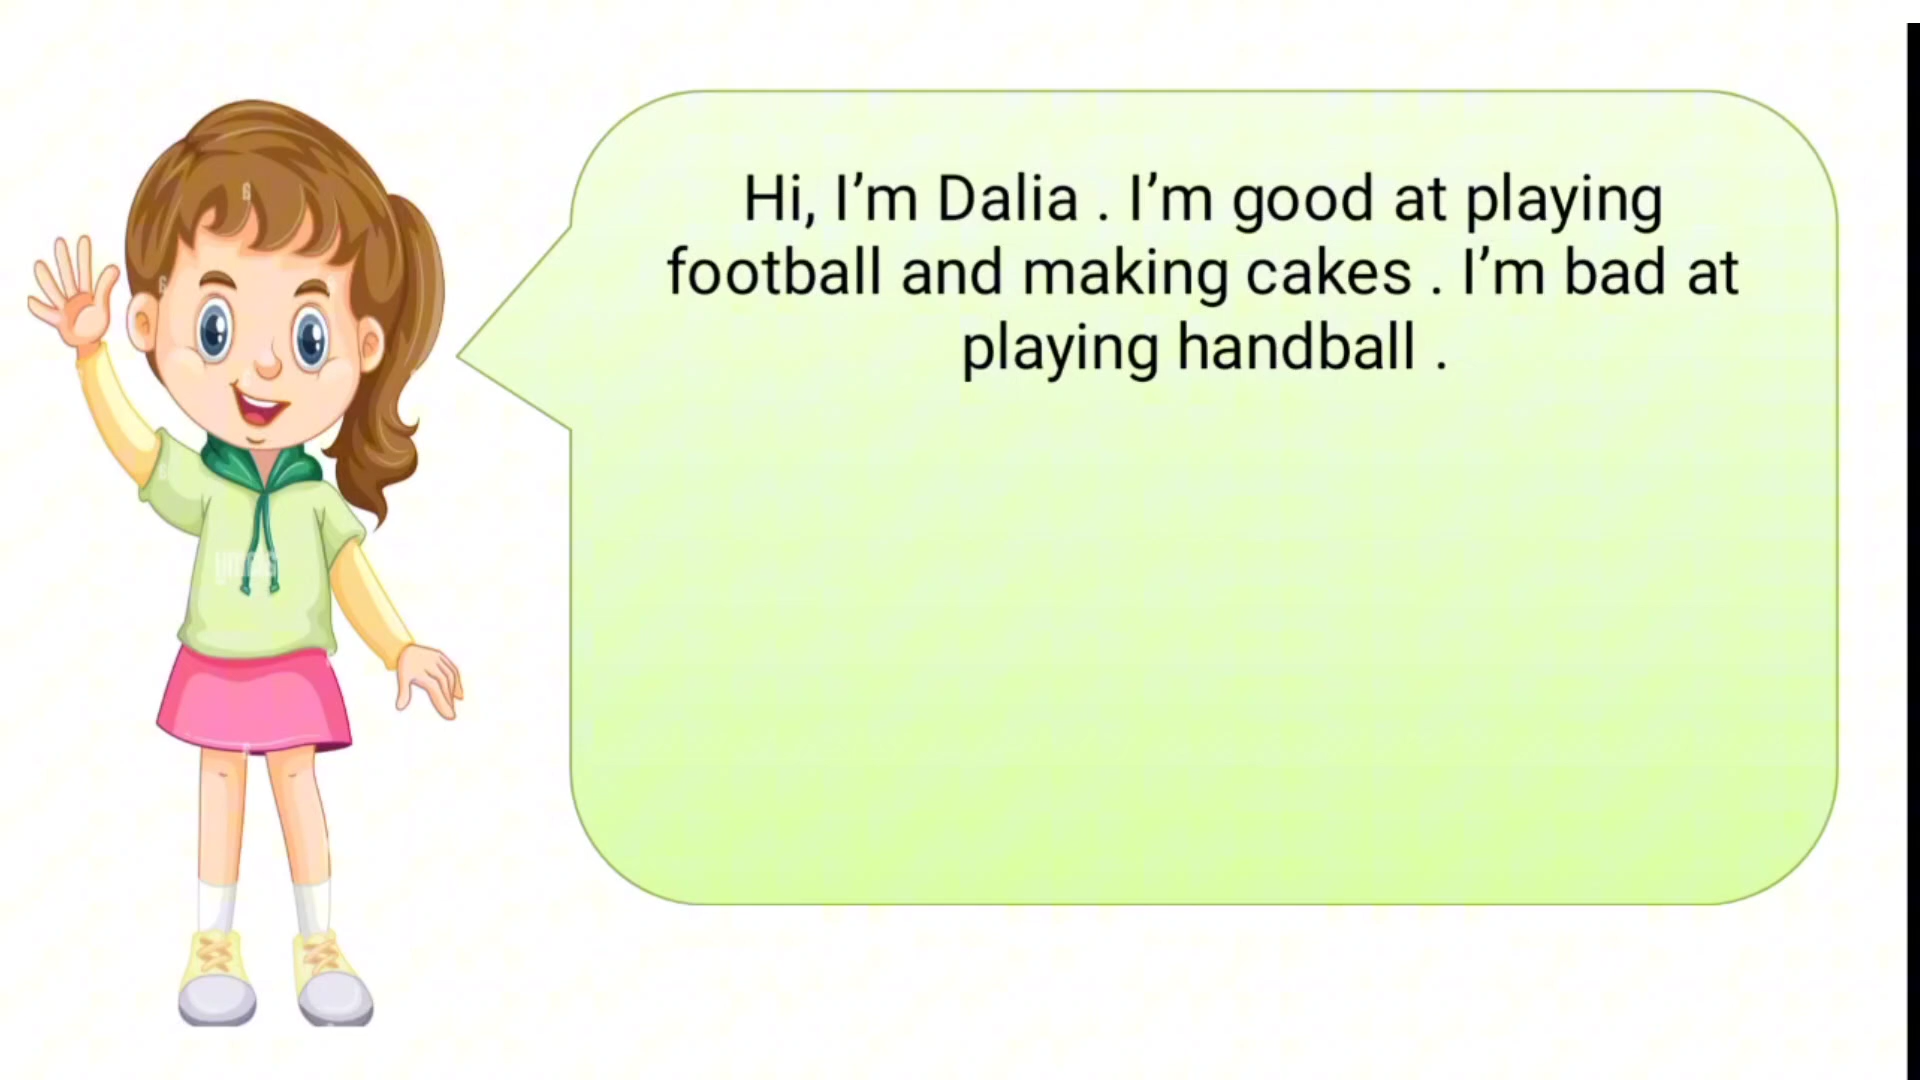 Hi, I’m Dalia . I’m good at playing
football and making cakes . I’m bad at
playing handball .